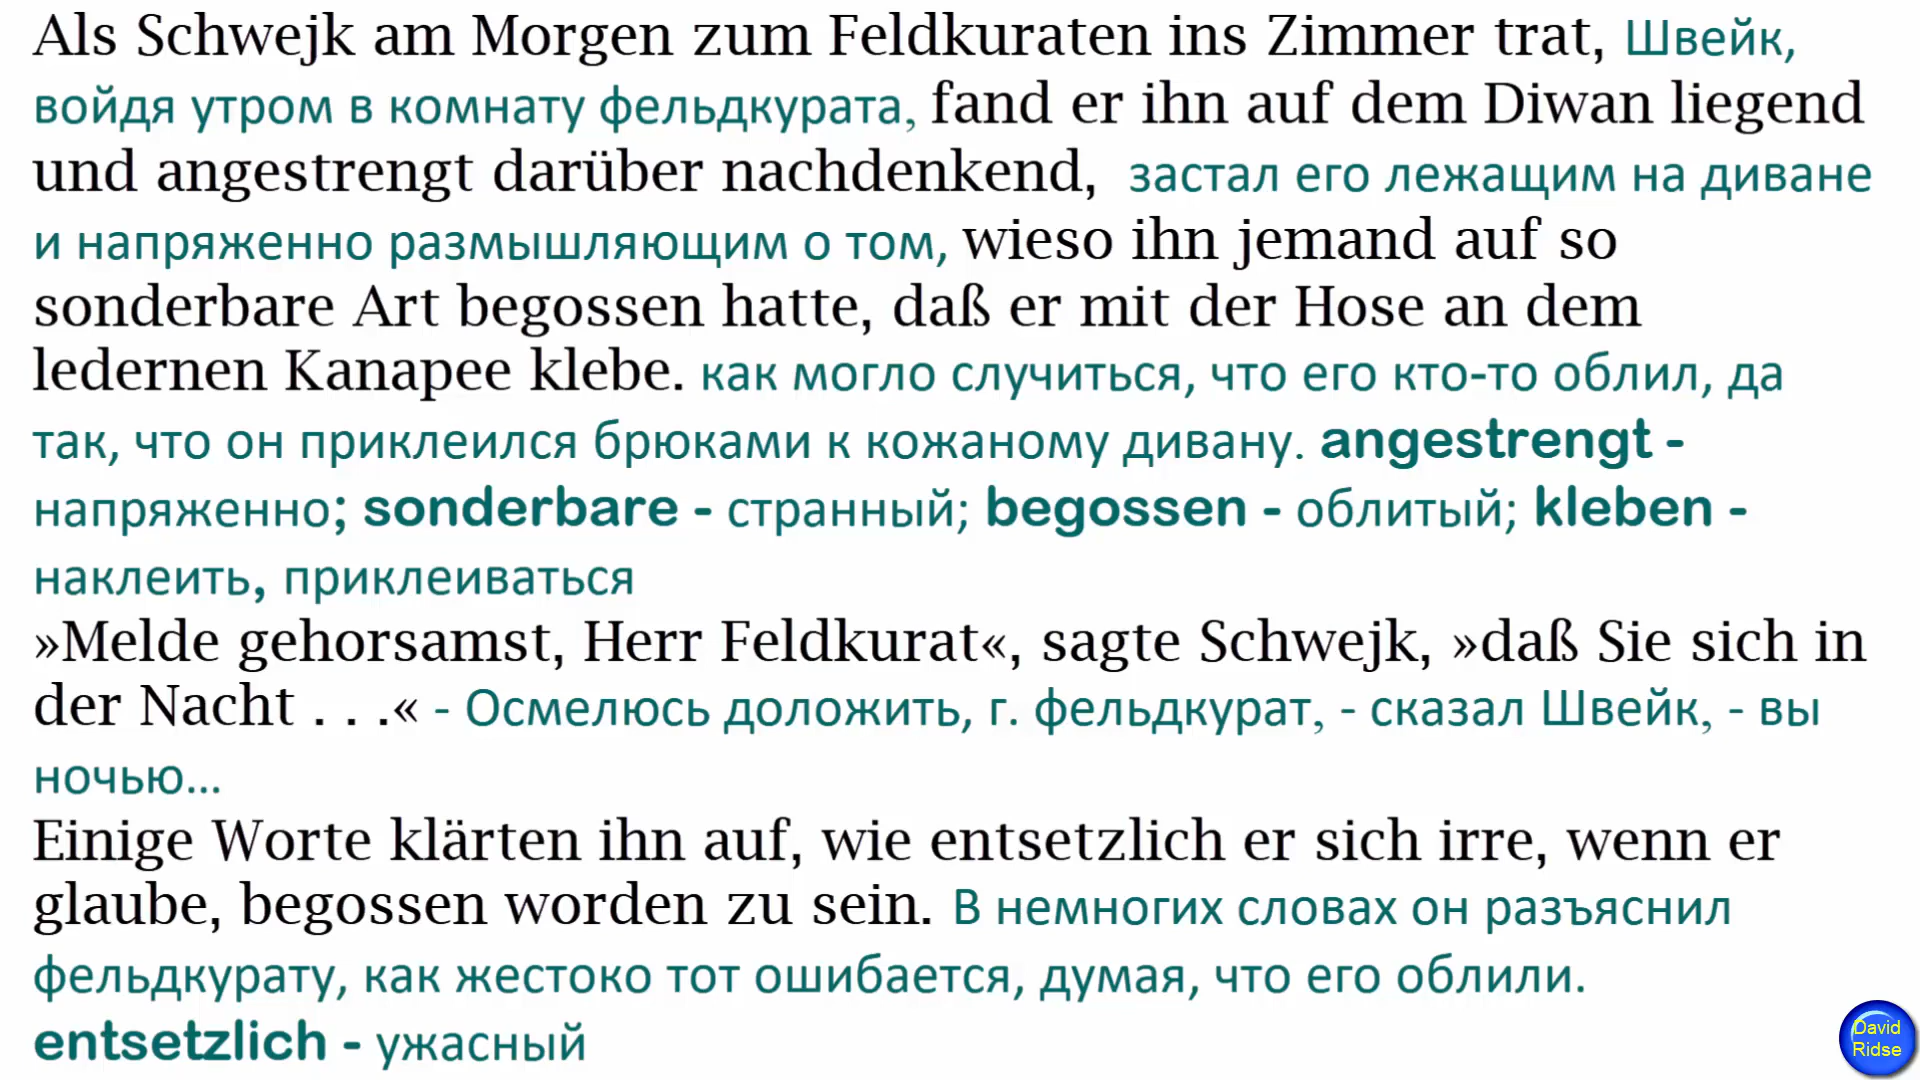 Als Schwejk am Morgen zum Feldkuraten ins Zimmer trat, Швейк,
войдя утром в комнату фельдкурата, fand er ihn auf dem Diwan liegend
und angestrengt darüber nachdenkend, застал его лежащим на диване
и напряженно размышляющим о том, wieso ihn jemand auf so
sonderbare Art begossen hatte, daß er mit der Hose an dem
ledernen Kanapee klebe. как могло случиться, что его кто-то облил, да
так, что он приклеился брюками к кожаному дивану. angestrengt -
напряженно; sonderbare - странный; begossen - облитый; kleben -
наклеить, приклеиваться
»Melde gehorsamst, Herr Feldkurat«, sagte Schwejk, »daß Sie sich in
der Nacht . . .« - Осмелюсь доложить, г. фельдкурат, - сказал Швейк, - вы
ночью...
Einige Worte klärten ihn auf, wie entsetzlich er sich irre, wenn er
glaube, begossen worden zu sein. В немногих словах он разъяснил
фельдкурату, как жестоко тот ошибается, думая, что его облили.
entsetzlich - ужасный
David
Ridse